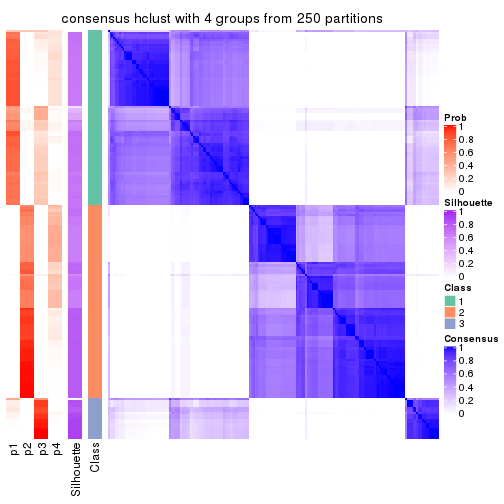 consensus hclust with 4 groups from 250 partitions
Prob
1
0.8
0.6
0.4
0.2
0
Silhouette
1
0.8
0.6
0.4
0.2
0
Class
1
2
3
Consensus
1
0.8
0.6
0.4
0.2
0
p1
p2
p3
p4
Silhouette
Class